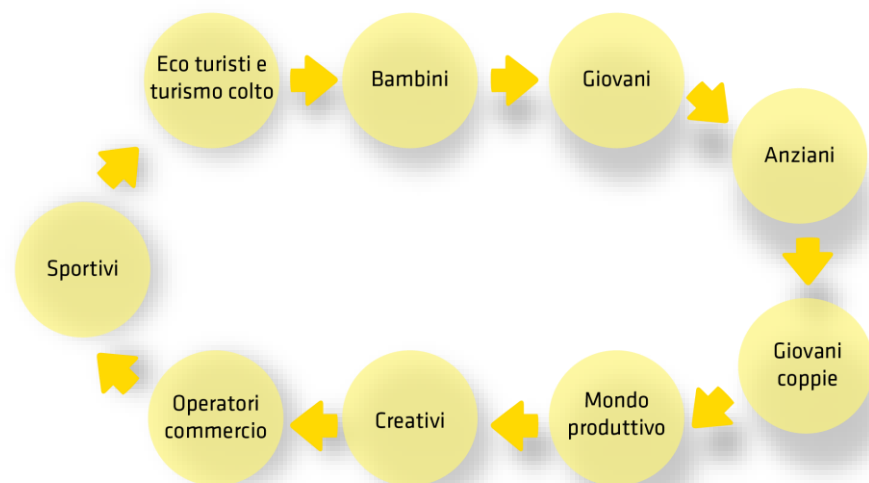 Eco turisti e
turismo colto
Bambini
Giovani
Anziani
Giovani
coppie
Mondo
produttivo
Creativi
Operatori
commercio
Sportivi